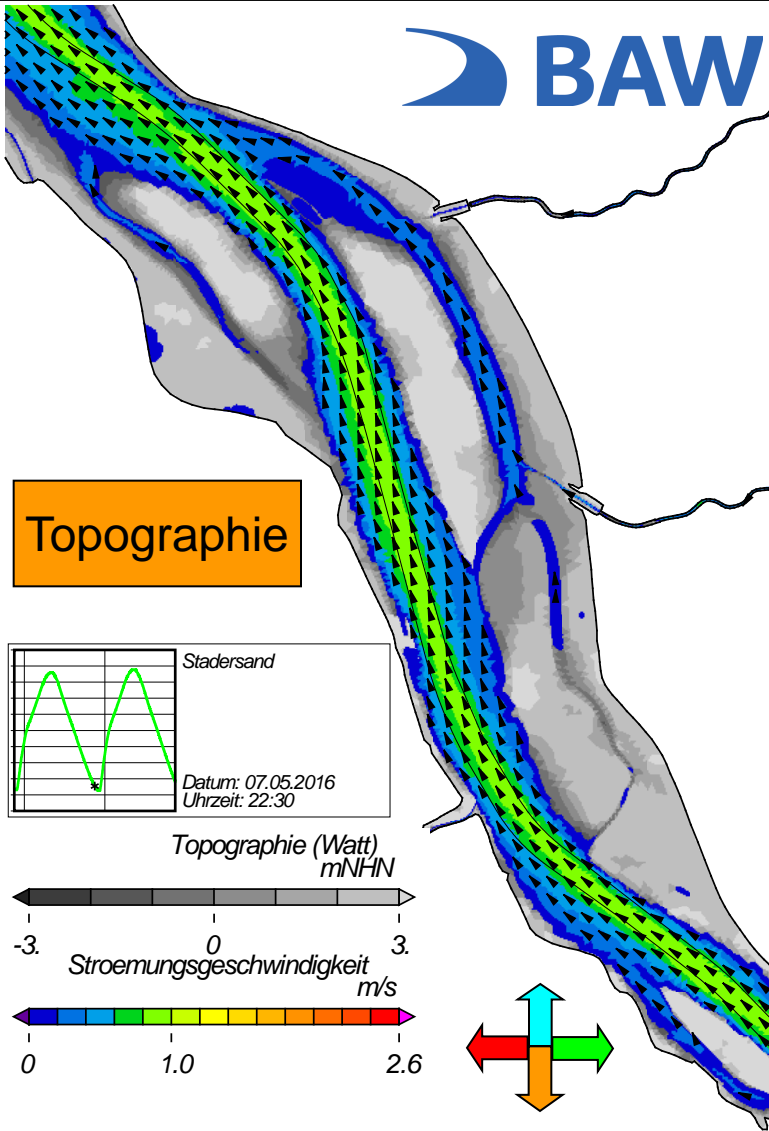 BAW
Topographie
Stadersand
Datum: 07.05.2016
Uhrzeit: 22:30
Topographie (Watt)
mNHN
-3. 0 3.
Stroemungsgeschwindigkeit
m/s
0 1.0 2.6